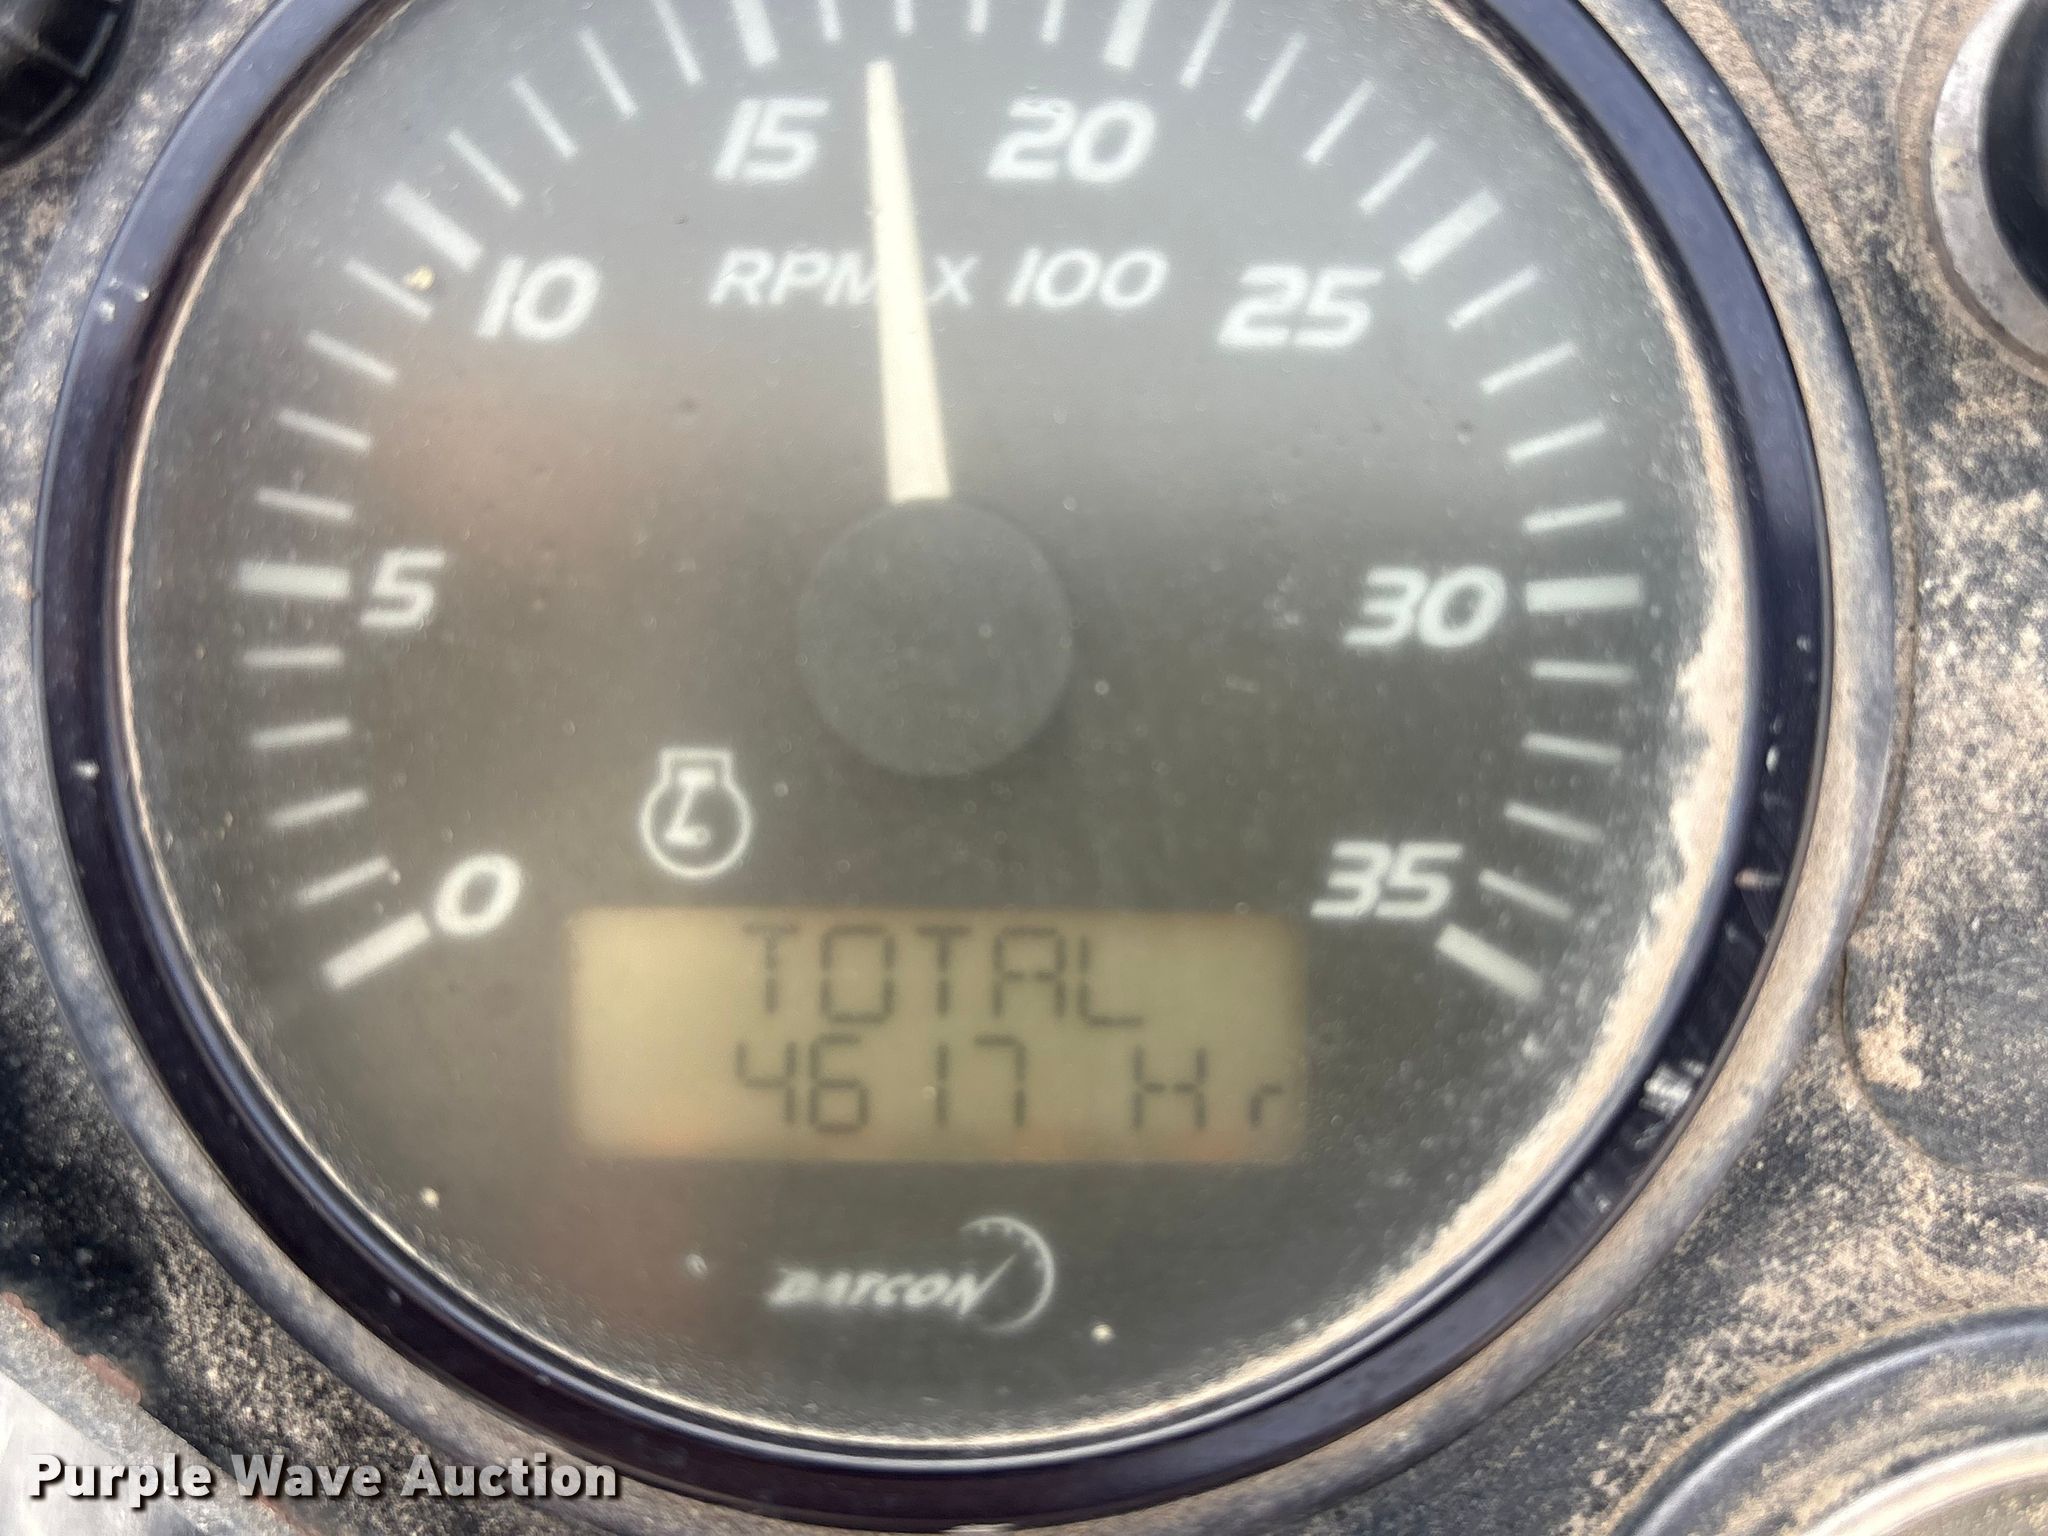 0
5
10
15
20
25
30
35
RPM X 100
TOTAL
4617 Hr
DATCON
Purple Wave Auction